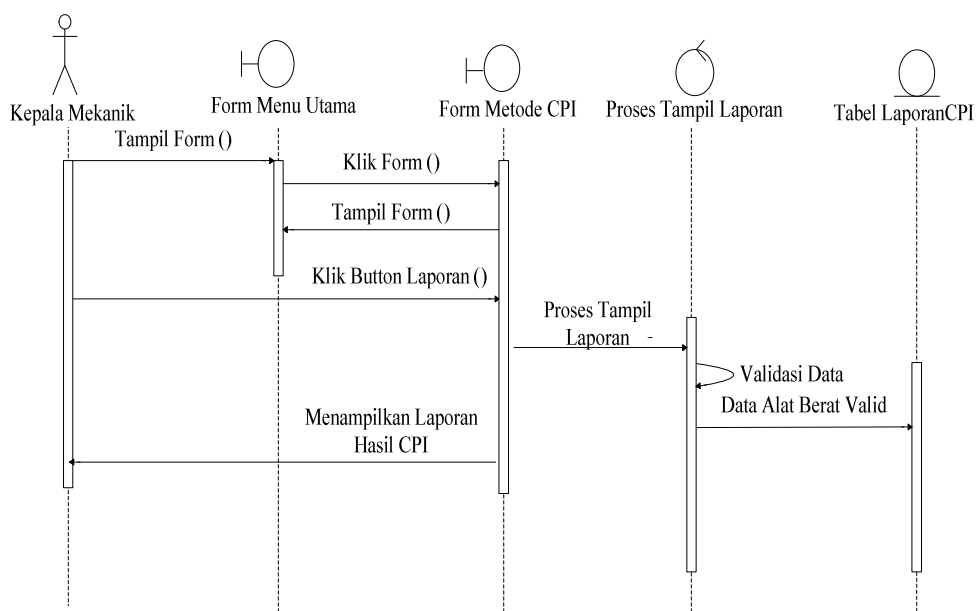 Kepala Mekanik
Form Menu Utama
Form Metode CPI
Proses Tampil Laporan
Tabel LaporanCPI
Tampil Form ()
Klik Form ()
Tampil Form ()
Klik Button Laporan ()
Proses Tampil
Laporan -
Validasi Data
Data Alat Berat Valid
Menampilkan Laporan
Hasil CPI